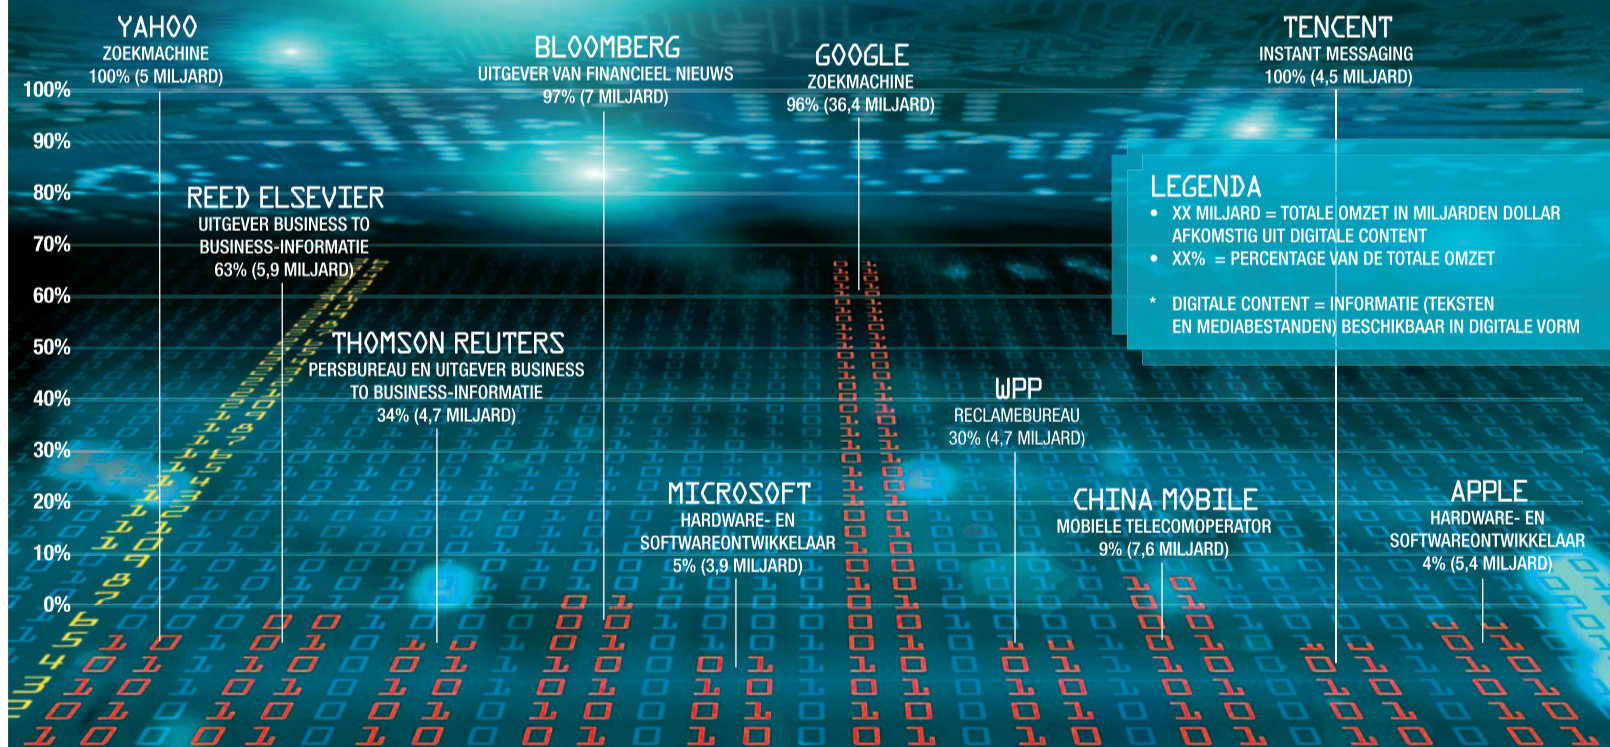 YAHOO
ZOEKMACHINE
100% (5 MILJARD)
BLOOMBERG
UITGEVER VAN FINANCIEEL NIEUWS
97% (7 MILJARD)
GOOGLE
ZOEKMACHINE
96% (36,4 MILJARD)
TENCENT
INSTANT MESSAGING
100% (4,5 MILJARD)
100%
90%
80%
70%
60%
50%
40%
30%
20%
10%
0%
REED ELSEVIER
UITGEVER BUSINESS TO
BUSINESS-INFORMATIE
63% (5,9 MILJARD)
LEGENDA
• XX MILJARD = TOTALE OMZET IN MILJARDEN DOLLAR
AFKOMSTIG UIT DIGITALE CONTENT
• XX% = PERCENTAGE VAN DE TOTALE OMZET
* DIGITALE CONTENT = INFORMATIE (TEKSTEN
EN MEDIABESTANDEN) BESCHIKBAAR IN DIGITALE VORM
THOMSON REUTERS
PERSBUREAU EN UITGEVER BUSINESS
TO BUSINESS-INFORMATIE
34% (4,7 MILJARD)
WPP
RECLAMEBUREAU
30% (4,7 MILJARD)
MICROSOFT
HARDWARE- EN
SOFTWAREONTWIKKELAAR
5% (3,9 MILJARD)
CHINA MOBILE
MOBIELE TELECOMOPERATOR
9% (7,6 MILJARD)
APPLE
HARDWARE- EN
SOFTWAREONTWIKKELAAR
4% (5,4 MILJARD)